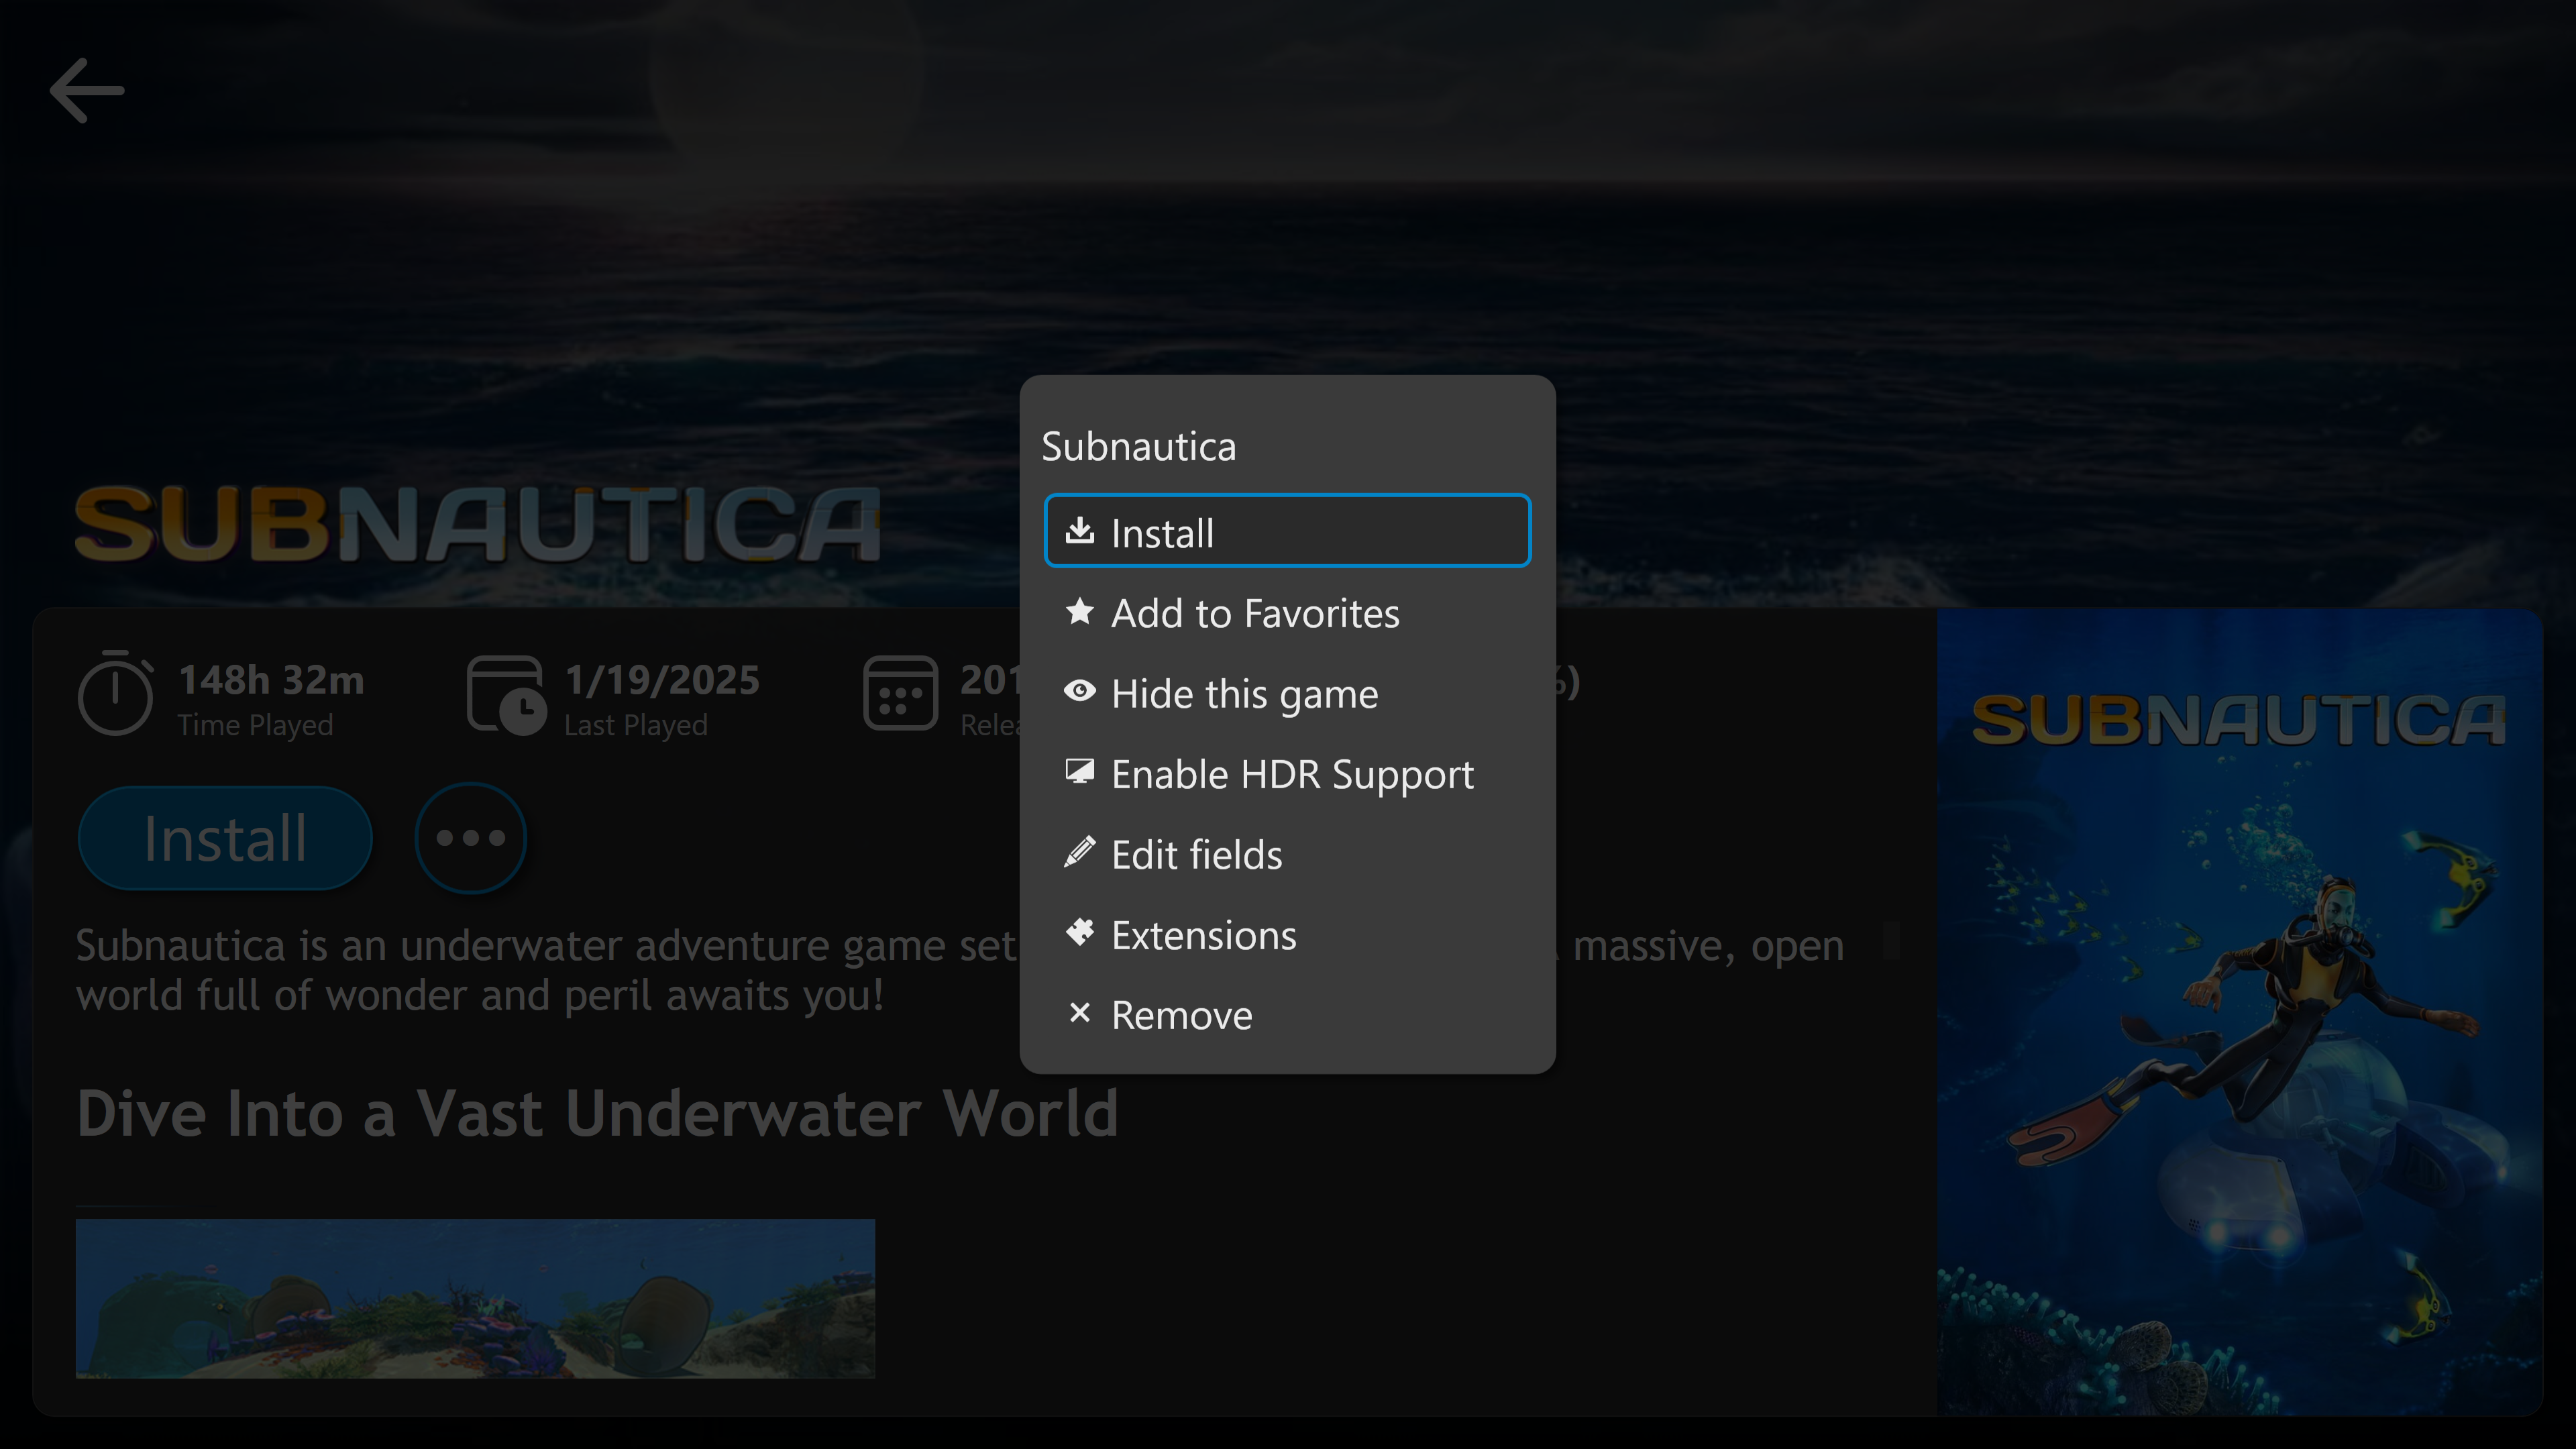 SUBNAUTICA
148h 32m
Time Played
1/19/2025
Last Played
Install
Subnautica is an underwater adventure game set
massive, open
world full of wonder and peril awaits you!
Dive Into a Vast Underwater World
Subnautica
Install
Add to Favorites
Hide this game
Enable HDR Support
Edit fields
Extensions
Remove
SUBNAUTICA